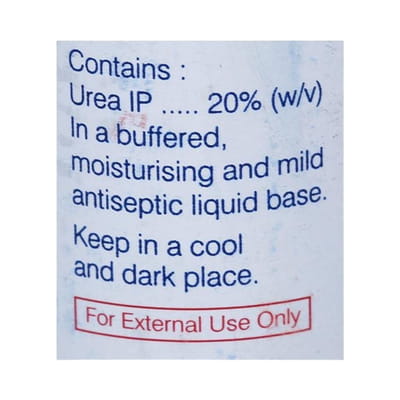 Contains :
Urea IP ..... 20% (w/v)
In a buffered,
moisturising and mild
antiseptic liquid base.
Keep in a cool
and dark place.
For External Use Only